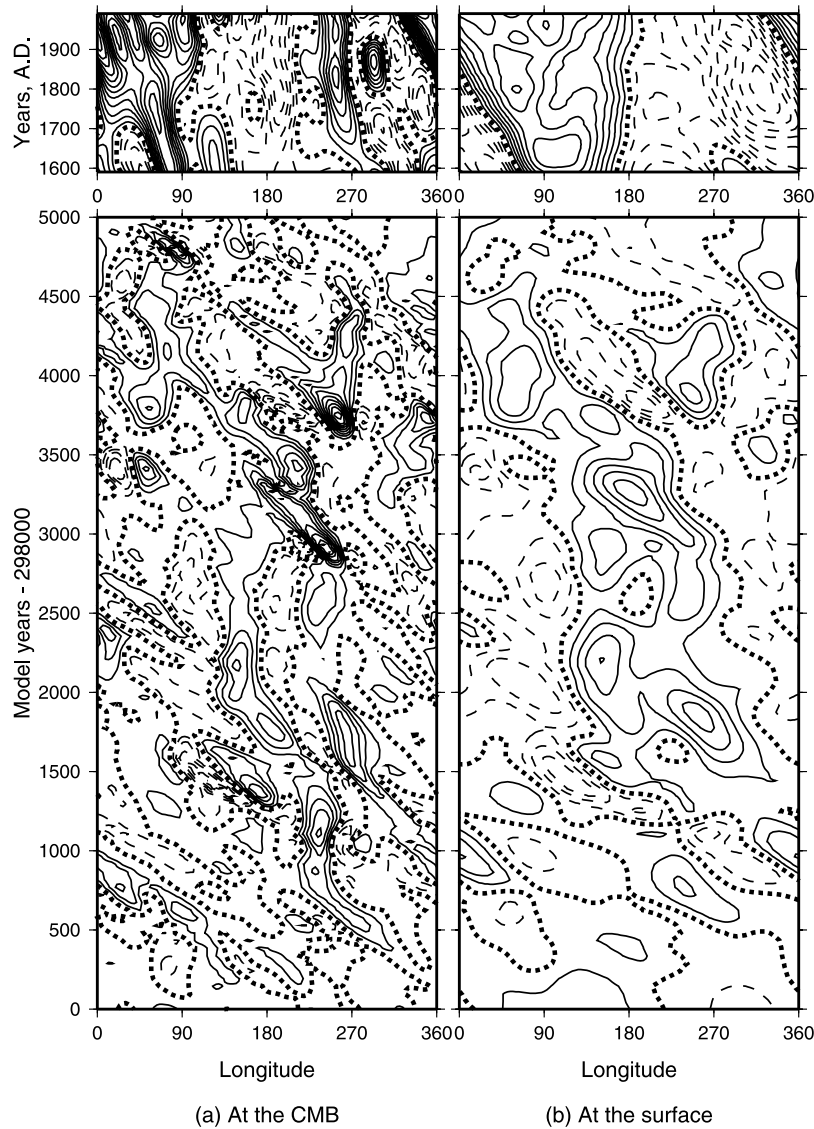 Years, A.D.
1900
1800
1700
1600
0 90 180 270 360 0 90 180 270 360
Model years - 298000
5000
4500
4000
3500
3000
2500
2000
1500
1000
500
0
0 90 180 270 360 0 90 180 270 360
Longitude Longitude
(a) At the CMB (b) At the surface